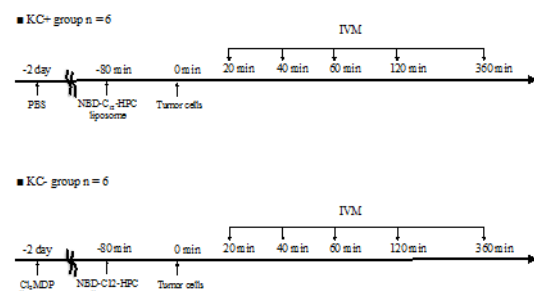 ■ KC+ group n = 6
IVM
-2 day -80 min 0 min 20 min 40 min 60 min 120 min 360 min
PBS NBD-C₁₂-HPC Tumor cells
liposome
■ KC- group n = 6
IVM
-2 day -80 min 0 min 20 min 40 min 60 min 120 min 360 min
Cl₂MDP NBD-C12-HPC Tumor cells